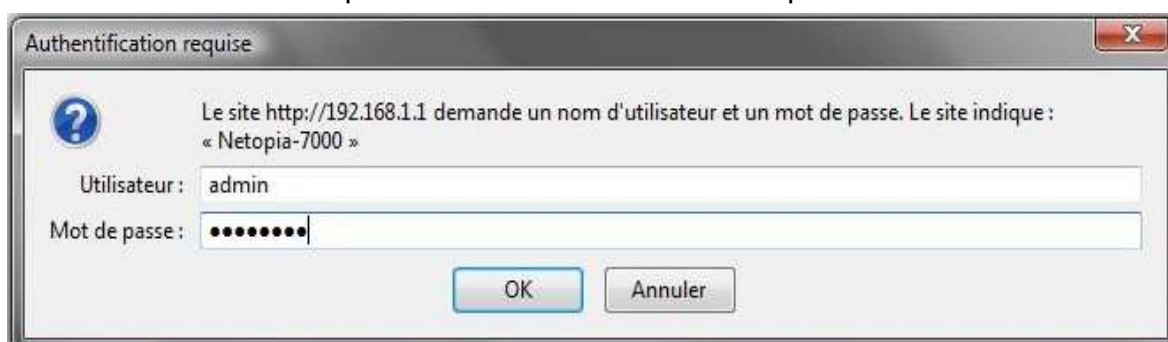 Authentification requise
Le site http://192.168.1.1 demande un nom d'utilisateur et un mot de passe. Le site indique :
« Netopia-7000 »
Utilisateur : admin
Mot de passe : ••••••••
OK Annuler